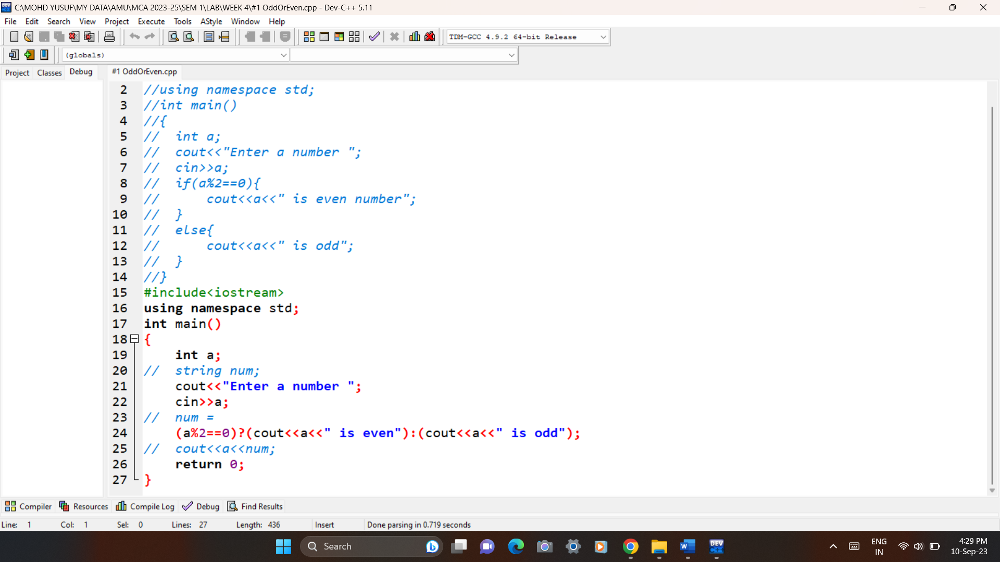 C:\MOHD YUSUF\MY DATA\AMU\MCA 2023-25\SEM 1\LAB\WEEK 4\#1 OddOrEven.cpp - Dev-C++ 5.11
File Edit Search View Project Execute Tools AStyle Window Help
TDM-GCC 4.9.2 64-bit Release
(globals)
Project Classes Debug #1 OddOrEven.cpp
2 //using namespace std;
3 //int main()
4 //{
5 //  int a;
6 //  cout<<"Enter a number ";
7 //  cin>>a;
8 //  if(a%2==0){
9 //      cout<<a<<" is even number";
10 //  }
11 //  else{
12 //      cout<<a<<" is odd";
13 //  }
14 //}
15 #include<iostream>
16 using namespace std;
17 int main()
18 {
19     int a;
20 //  string num;
21     cout<<"Enter a number ";
22     cin>>a;
23 //  num =
24     (a%2==0)?(cout<<a<<" is even"):(cout<<a<<" is odd");
25 //  cout<<a<<num;
26     return 0;
27 }
Compiler Resources Compile Log Debug Find Results
Line: 1 Col: 1 Sel: 0 Lines: 27 Length: 436 Insert Done parsing in 0.719 seconds
Search
W
DEV C++
ENG
IN
4:29 PM
10-Sep-23